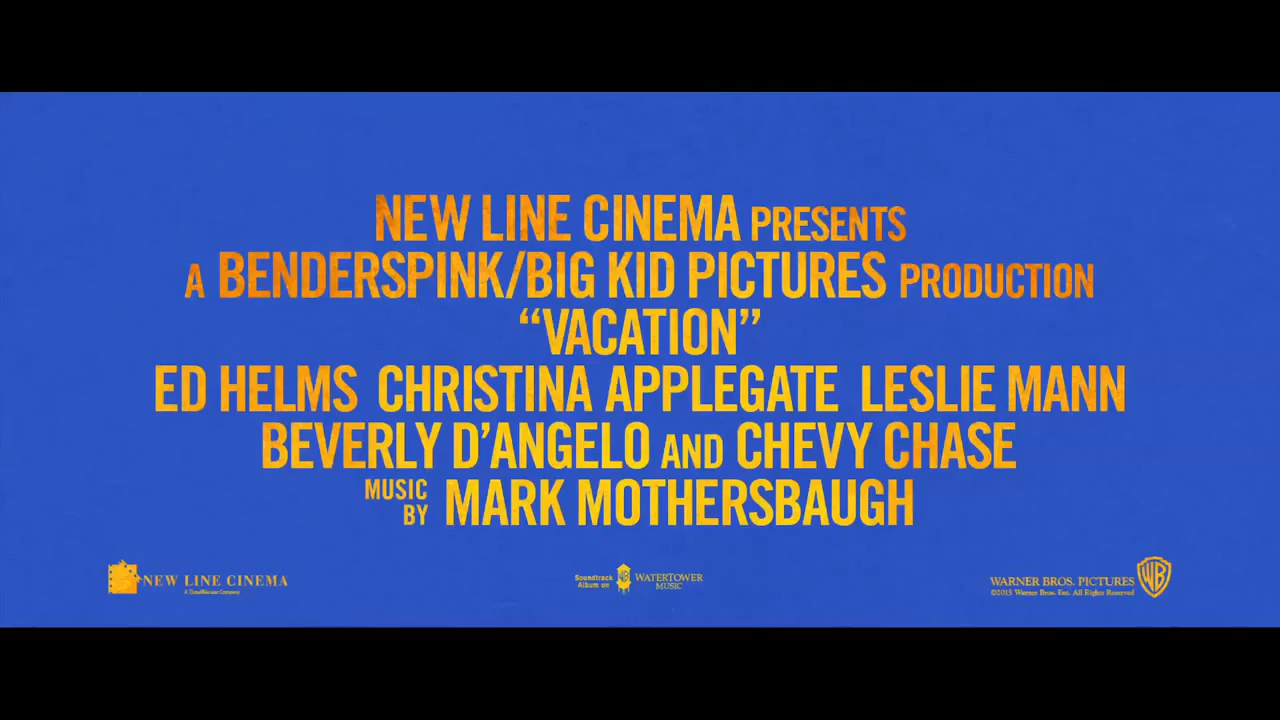 NEW LINE CINEMA PRESENTS
A BENDERSPINK/BIG KID PICTURES PRODUCTION
“VACATION”
ED HELMS CHRISTINA APPLEGATE LESLIE MANN
BEVERLY D’ANGELO AND CHEVY CHASE
MUSIC BY MARK MOTHERSBAUGH
NEW LINE CINEMA
A TimeWarner Company
Soundtrack
Album on
WATERTOWER
MUSIC
WARNER BROS. PICTURES
©2015 Warner Bros. Ent. All Rights Reserved
WB